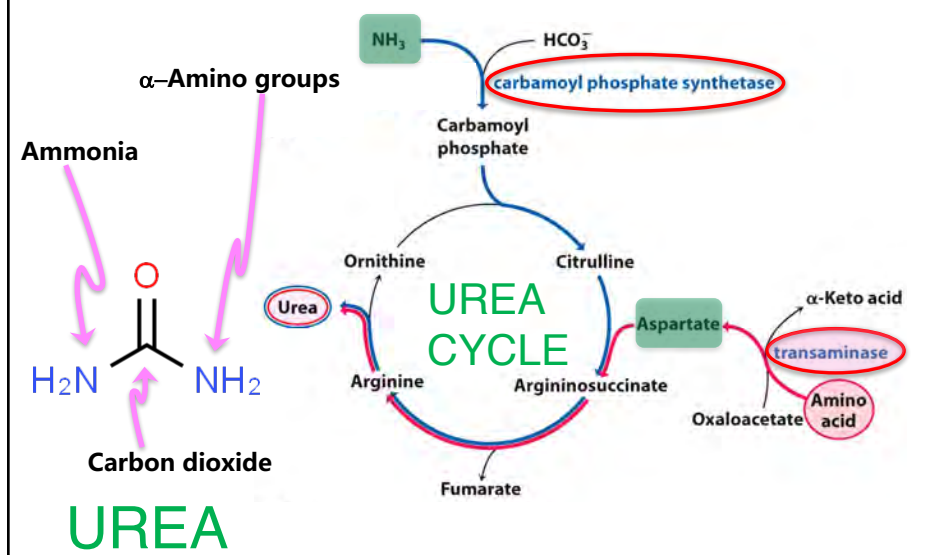 α–Amino groups
Ammonia
O
H₂N
NH₂
Carbon dioxide
UREA
NH₃
HCO₃⁻
carbamoyl phosphate synthetase
Carbamoyl
phosphate
Ornithine
Citrulline
Urea
UREA
CYCLE
Aspartate
α-Keto acid
transaminase
Arginine
Argininosuccinate
Oxaloacetate
Amino
acid
Fumarate